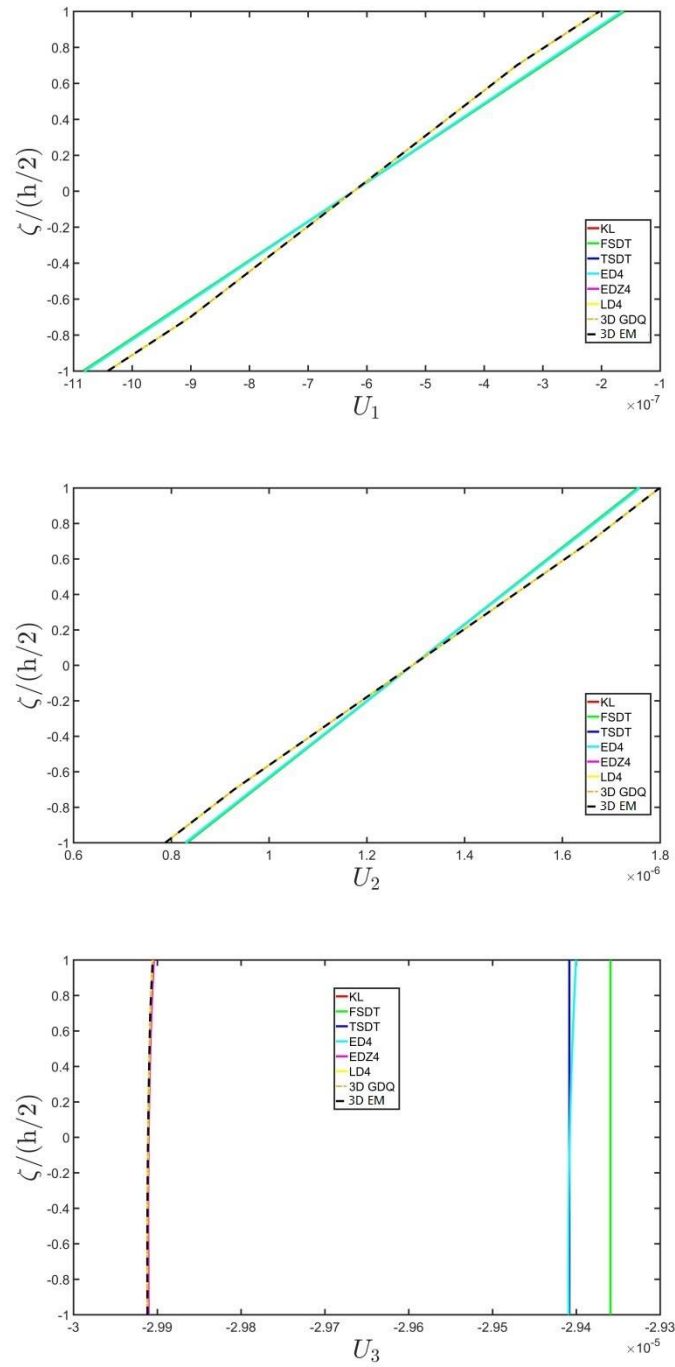 1
0.8
0.6
0.4
0.2
0
-0.2
-0.4
-0.6
-0.8
-1
ζ/(h/2)
KL
FSDT
TSDT
ED4
EDZ4
LD4
3D GDQ
3D EM
-11 -10 -9 -8 -7 -6 -5 -4 -3 -2 -1
U₁
×10⁻⁷
1
0.8
0.6
0.4
0.2
0
-0.2
-0.4
-0.6
-0.8
-1
ζ/(h/2)
KL
FSDT
TSDT
ED4
EDZ4
LD4
3D GDQ
3D EM
0.6 0.8 1 1.2 1.4 1.6 1.8
U₂
×10⁻⁶
1
0.8
0.6
0.4
0.2
0
-0.2
-0.4
-0.6
-0.8
-1
ζ/(h/2)
KL
FSDT
TSDT
ED4
EDZ4
LD4
3D GDQ
3D EM
-3 -2.99 -2.98 -2.97 -2.96 -2.95 -2.94 -2.93
U₃
×10⁻⁵